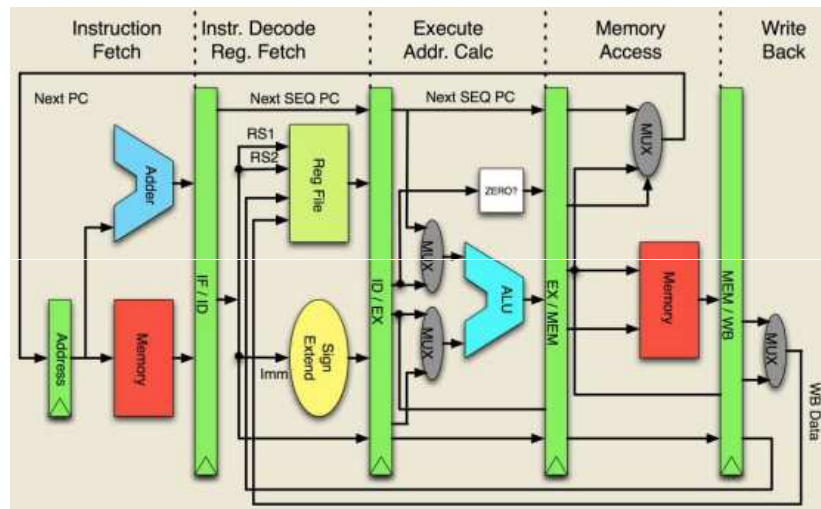 Instruction
Fetch
Instr. Decode
Reg. Fetch
Execute
Addr. Calc
Memory
Access
Write
Back
Next PC
Next SEQ PC
Next SEQ PC
Adder
RS1
RS2
Reg File
ZERO?
MUX
MUX
MUX
ALU
IF / ID
ID / EX
EX / MEM
MEM / WB
Address
Memory
Sign
Extend
Imm
Memory
MUX
WB Data